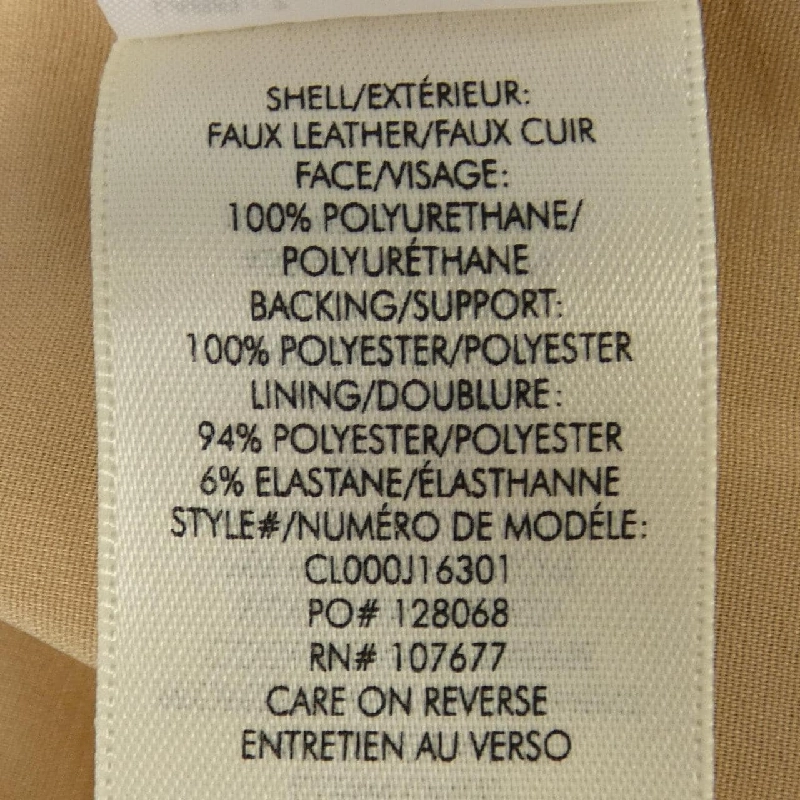 SHELL/EXTÉRIEUR:
FAUX LEATHER/FAUX CUIR
FACE/VISAGE:
100% POLYURETHANE/
POLYURÉTHANE
BACKING/SUPPORT:
100% POLYESTER/POLYESTER
LINING/DOUBLURE:
94% POLYESTER/POLYESTER
6% ELASTANE/ÉLASTHANNE
STYLE#/NUMÉRO DE MODÉLE:
CL000J16301
PO# 128068
RN# 107677
CARE ON REVERSE
ENTRETIEN AU VERSO